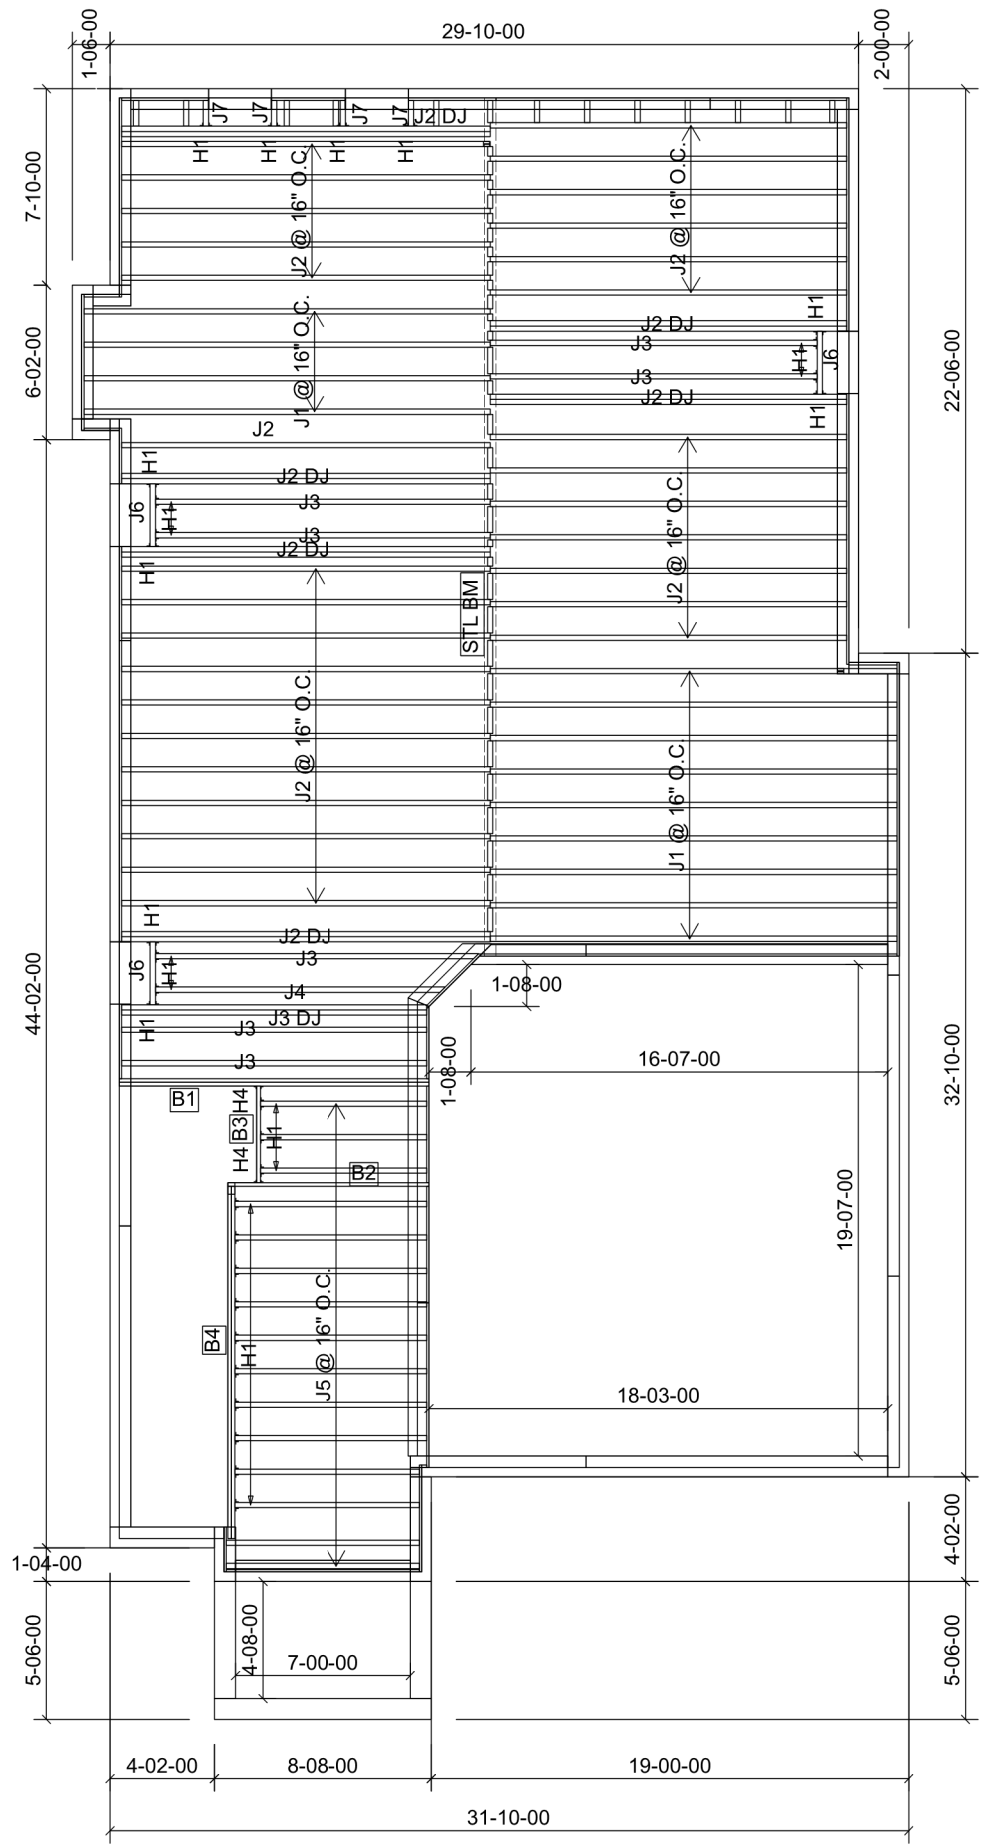 29-10-00
1-06-00
2-00-00
J7
J7
J7
J7
J2 DJ
H1
H1
H1
H1
7-10-00
J2 @ 16" O.C.
J2 @ 16" O.C.
6-02-00
J1 @ 16" O.C.
H1
J2 DJ
J3
H1
J6
J3
J2 DJ
H1
22-06-00
J2
H1
J2 DJ
J6
H1
J3
J3
J2 DJ
H1
J2 @ 16" O.C.
STL BM
J2 @ 16" O.C.
J1 @ 16" O.C.
H1
J2 DJ
J3
J6
H1
J4
1-08-00
44-02-00
J3 DJ
J3
H1
J3
1-08-00
16-07-00
32-10-00
B1
H4
B3
H1
H4
B2
19-07-00
B4
H1
J5 @ 16" O.C.
18-03-00
4-02-00
1-04-00
5-06-00
4-08-00
7-00-00
5-06-00
4-02-00
8-08-00
19-00-00
31-10-00